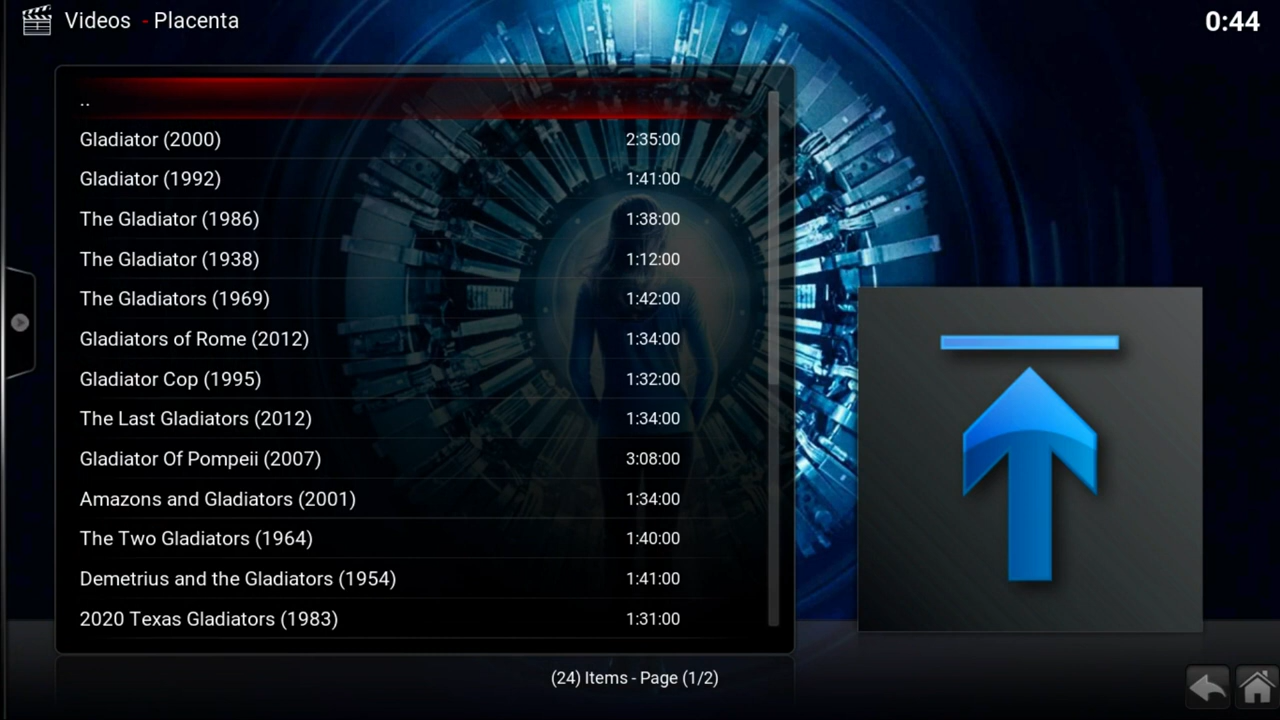 Videos - Placenta
0:44
..
Gladiator (2000) 2:35:00
Gladiator (1992) 1:41:00
The Gladiator (1986) 1:38:00
The Gladiator (1938) 1:12:00
The Gladiators (1969) 1:42:00
Gladiators of Rome (2012) 1:34:00
Gladiator Cop (1995) 1:32:00
The Last Gladiators (2012) 1:34:00
Gladiator Of Pompeii (2007) 3:08:00
Amazons and Gladiators (2001) 1:34:00
The Two Gladiators (1964) 1:40:00
Demetrius and the Gladiators (1954) 1:41:00
2020 Texas Gladiators (1983) 1:31:00
(24) Items - Page (1/2)